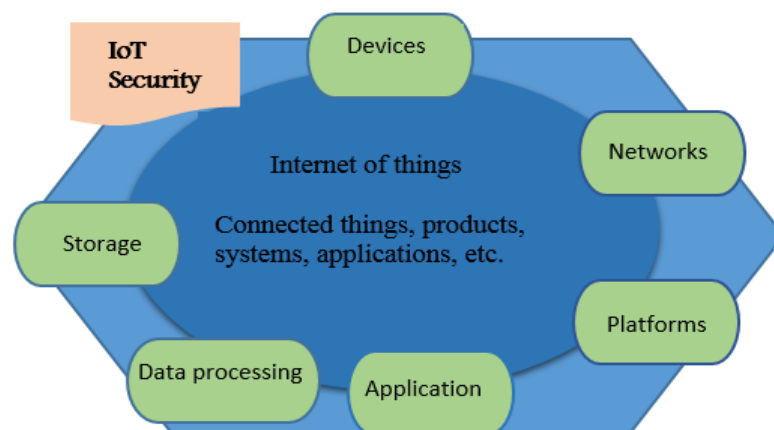 IoT
Security
Devices
Networks
Internet of things
Connected things, products,
systems, applications, etc.
Storage
Platforms
Data processing
Application